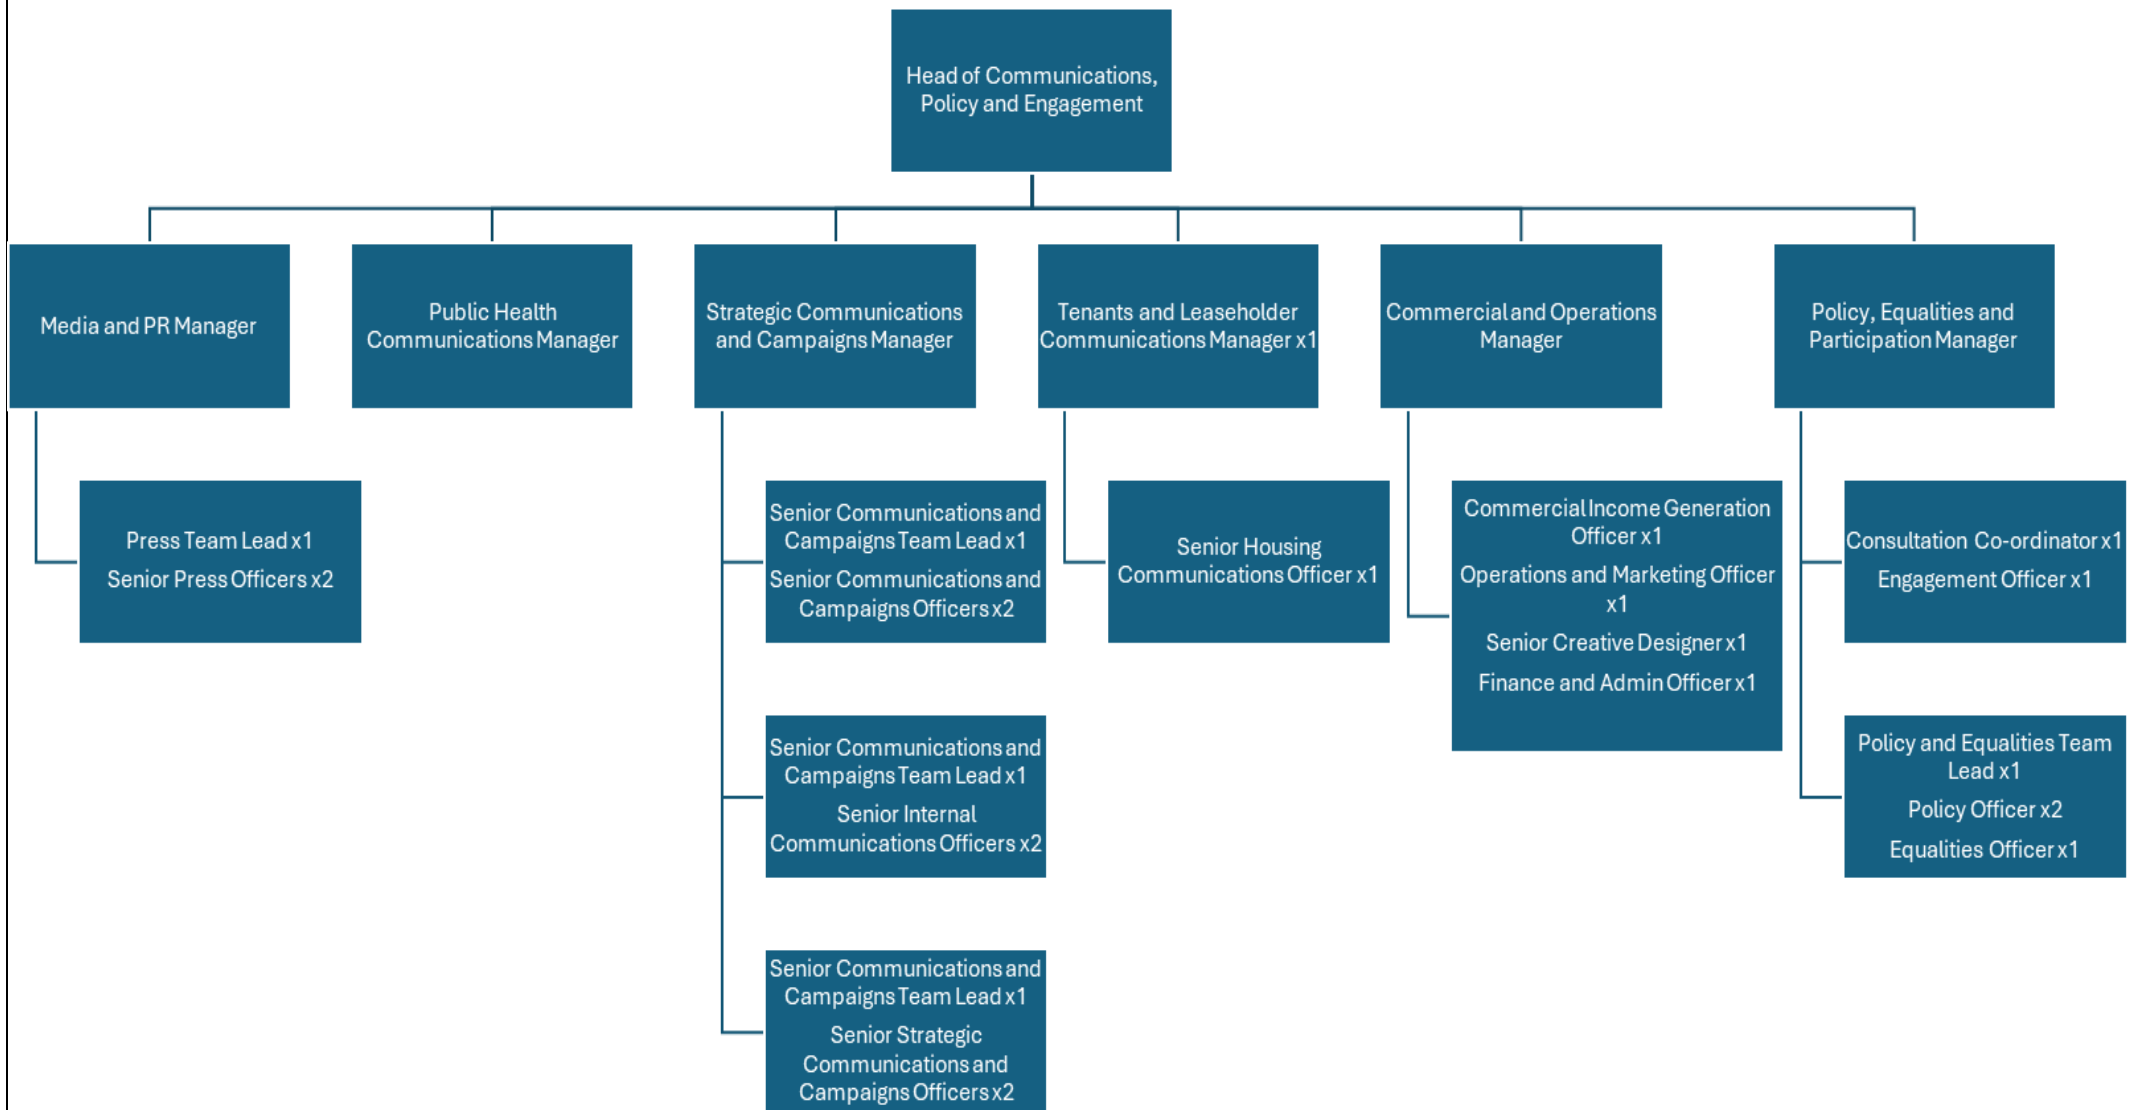 Head of Communications,
Policy and Engagement
Media and PR Manager
Public Health
Communications Manager
Strategic Communications
and Campaigns Manager
Tenants and Leaseholder
Communications Manager x1
Commercial and Operations
Manager
Policy, Equalities and
Participation Manager
Press Team Lead x1
Senior Press Officers x2
Senior Communications and
Campaigns Team Lead x1
Senior Communications and
Campaigns Officers x2
Senior Communications and
Campaigns Team Lead x1
Senior Internal
Communications Officers x2
Senior Communications and
Campaigns Team Lead x1
Senior Strategic
Communications and
Campaigns Officers x2
Senior Housing
Communications Officer x1
Commercial Income Generation
Officer x1
Operations and Marketing Officer
x1
Senior Creative Designer x1
Finance and Admin Officer x1
Consultation Co-ordinator x1
Engagement Officer x1
Policy and Equalities Team
Lead x1
Policy Officer x2
Equalities Officer x1